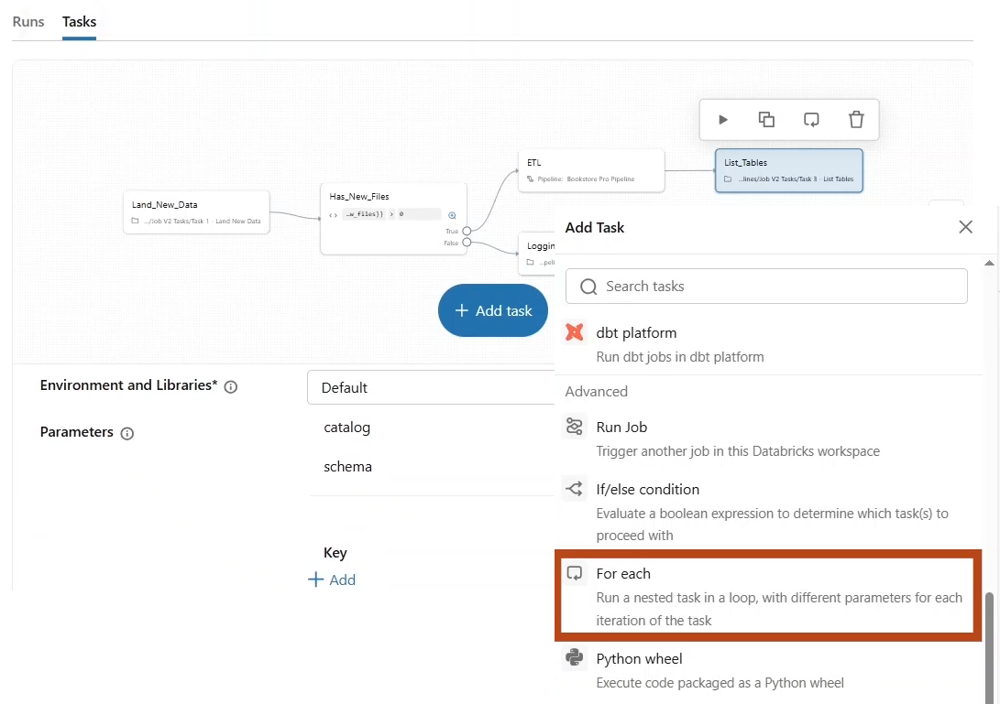 Runs Tasks
List_Tables
...lines/Job V2 Tasks/Task 3 - List Tables
ETL
Pipeline: Bookstore Pro Pipeline
Land_New_Data
.../Job V2 Tasks/Task 1 - Land New Data
Has_New_Files
...w_files}} > 0
True
False
Loggin
...peli
+ Add task
Add Task
Search tasks
dbt platform
Run dbt jobs in dbt platform
Advanced
Run Job
Trigger another job in this Databricks workspace
If/else condition
Evaluate a boolean expression to determine which task(s) to
proceed with
For each
Run a nested task in a loop, with different parameters for each
iteration of the task
Python wheel
Execute code packaged as a Python wheel
Environment and Libraries*
Default
Parameters
catalog
schema
Key
+ Add